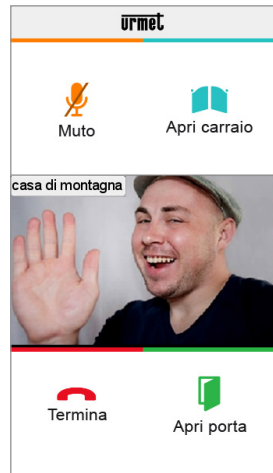 urmet
Muto
Apri carraio
casa di montagna
Termina
Apri porta